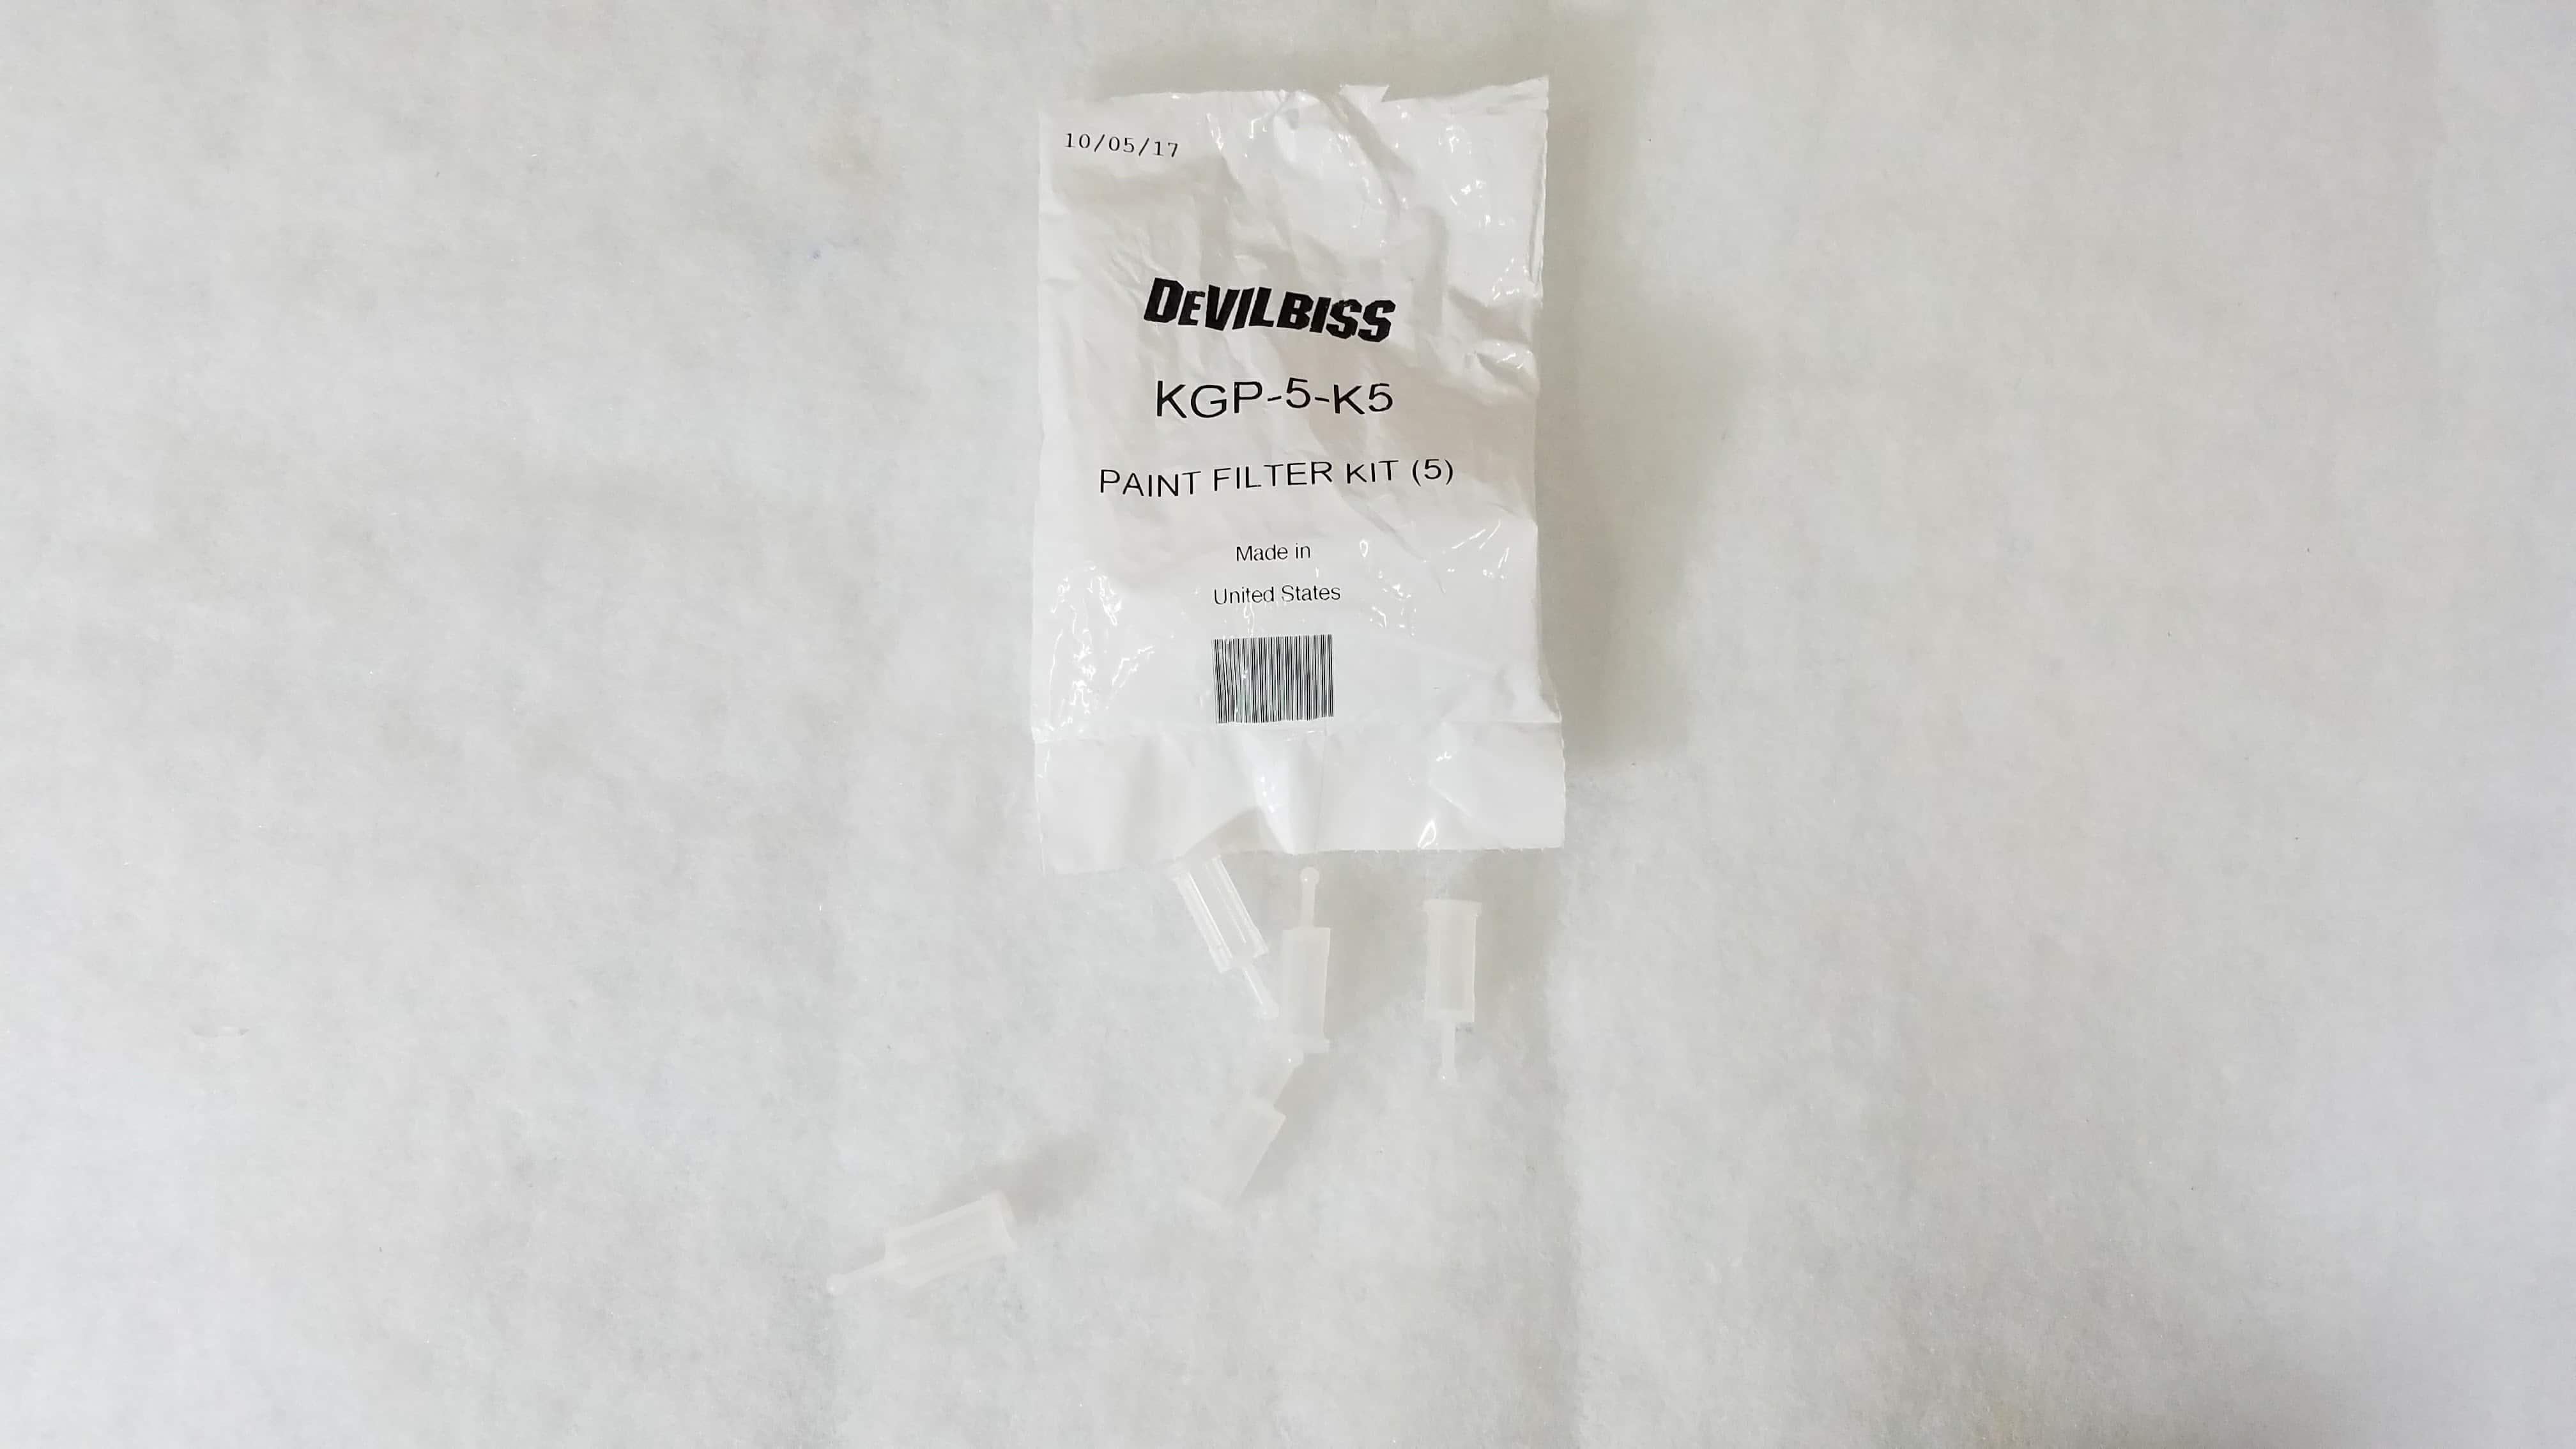 10/05/17
DEVILBISS
KGP-5-K5
PAINT FILTER KIT (5)
Made in
United States